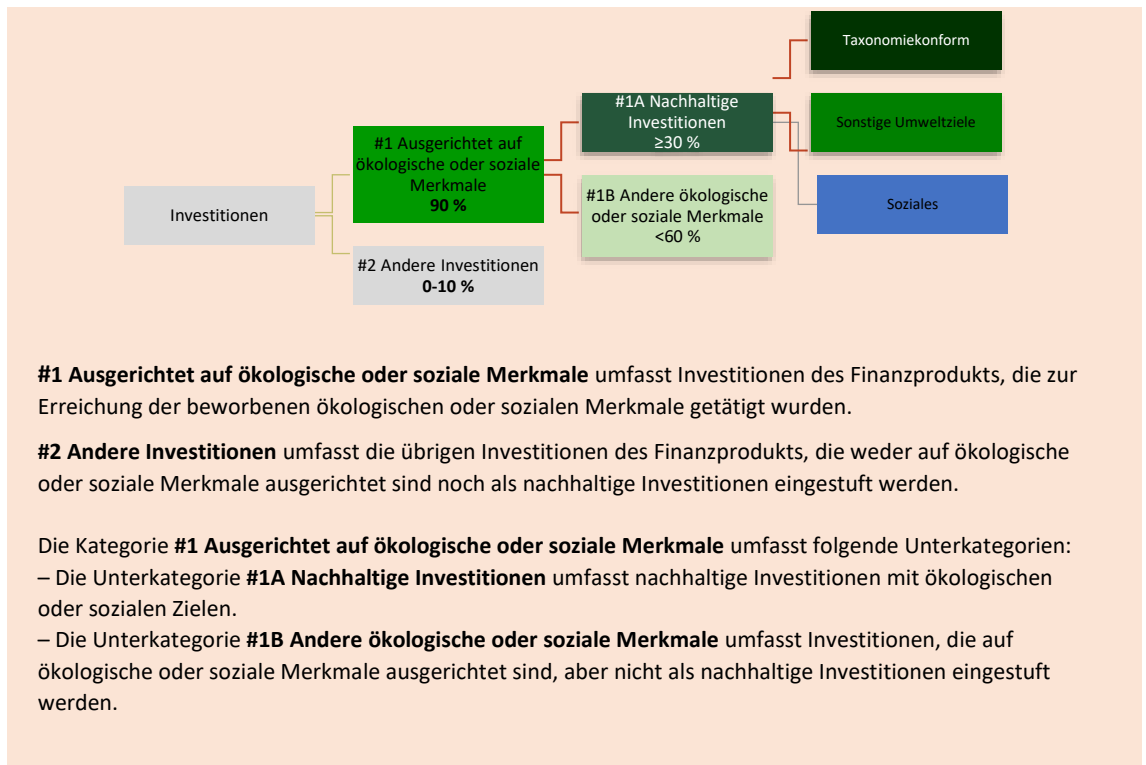 Taxonomiekonform
#1A Nachhaltige
Investitionen
≥30 %
Sonstige Umweltziele
#1 Ausgerichtet auf
ökologische oder soziale
Merkmale
90 %
#1B Andere ökologische
oder soziale Merkmale
<60 %
Soziales
Investitionen
#2 Andere Investitionen
0-10 %
#1 Ausgerichtet auf ökologische oder soziale Merkmale umfasst Investitionen des Finanzprodukts, die zur
Erreichung der beworbenen ökologischen oder sozialen Merkmale getätigt wurden.
#2 Andere Investitionen umfasst die übrigen Investitionen des Finanzprodukts, die weder auf ökologische
oder soziale Merkmale ausgerichtet sind noch als nachhaltige Investitionen eingestuft werden.
Die Kategorie #1 Ausgerichtet auf ökologische oder soziale Merkmale umfasst folgende Unterkategorien:
– Die Unterkategorie #1A Nachhaltige Investitionen umfasst nachhaltige Investitionen mit ökologischen
oder sozialen Zielen.
– Die Unterkategorie #1B Andere ökologische oder soziale Merkmale umfasst Investitionen, die auf
ökologische oder soziale Merkmale ausgerichtet sind, aber nicht als nachhaltige Investitionen eingestuft
werden.